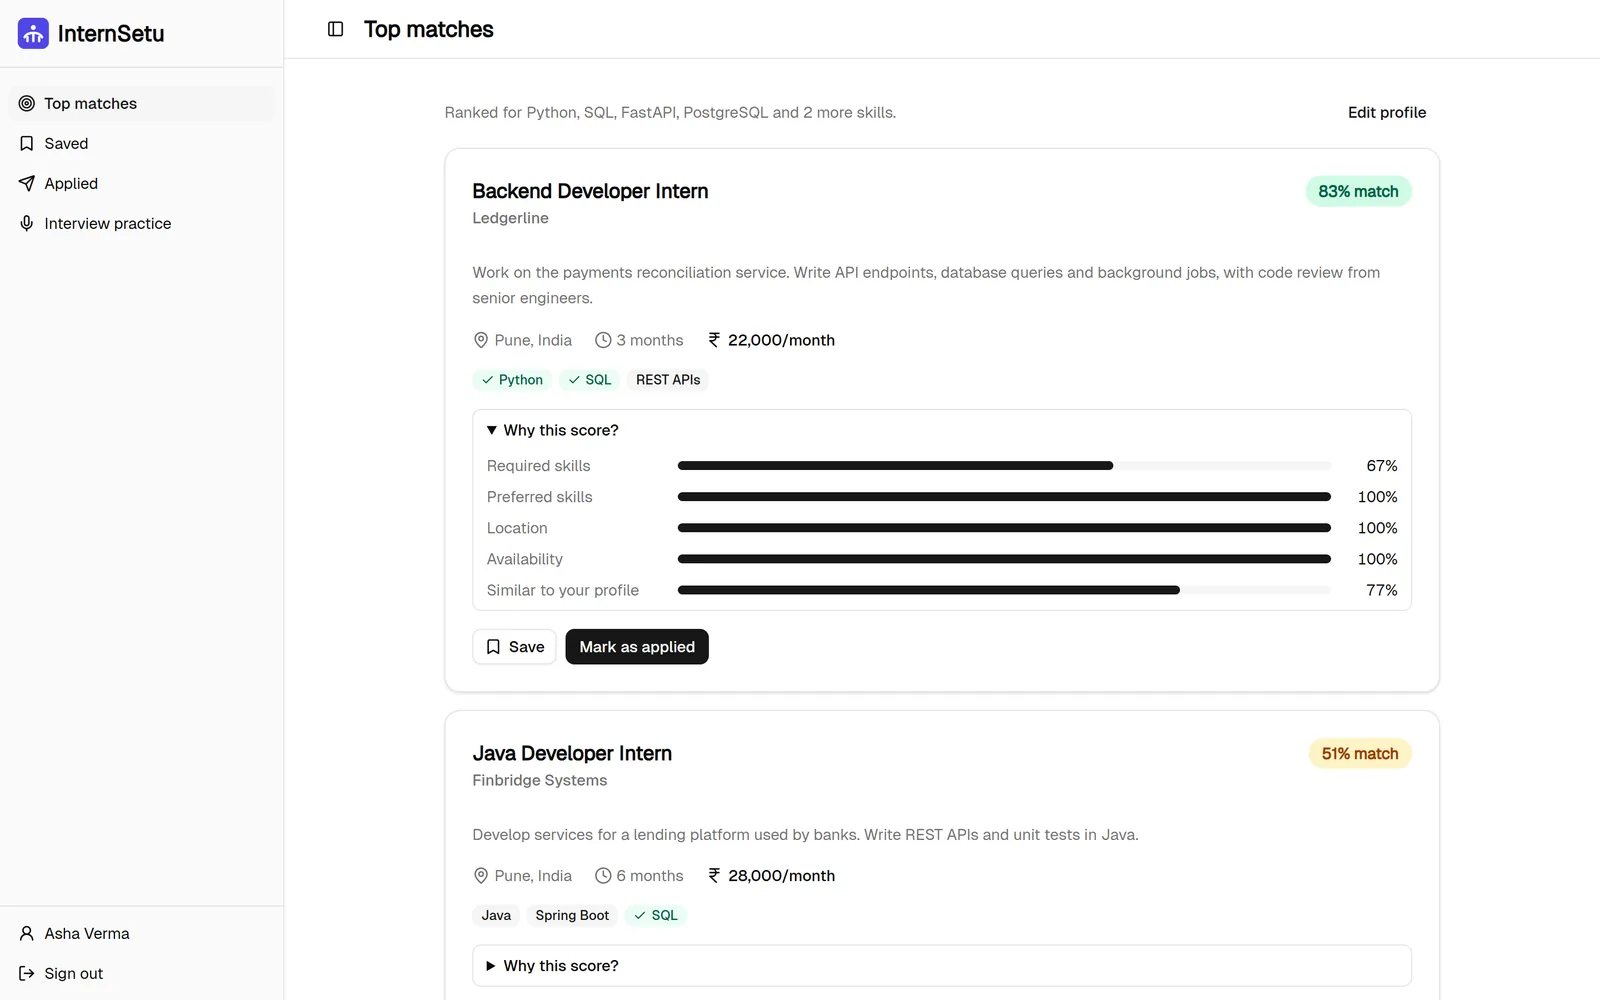 InternSetu
Top matches
Saved
Applied
Interview practice
Asha Verma
Sign out
Top matches
Ranked for Python, SQL, FastAPI, PostgreSQL and 2 more skills.
Edit profile
Backend Developer Intern
83% match
Ledgerline
Work on the payments reconciliation service. Write API endpoints, database queries and background jobs, with code review from
senior engineers.
Pune, India 3 months ₹ 22,000/month
Python SQL REST APIs
Why this score?
Required skills 67%
Preferred skills 100%
Location 100%
Availability 100%
Similar to your profile 77%
Save Mark as applied
Java Developer Intern
51% match
Finbridge Systems
Develop services for a lending platform used by banks. Write REST APIs and unit tests in Java.
Pune, India 6 months ₹ 28,000/month
Java Spring Boot SQL
Why this score?